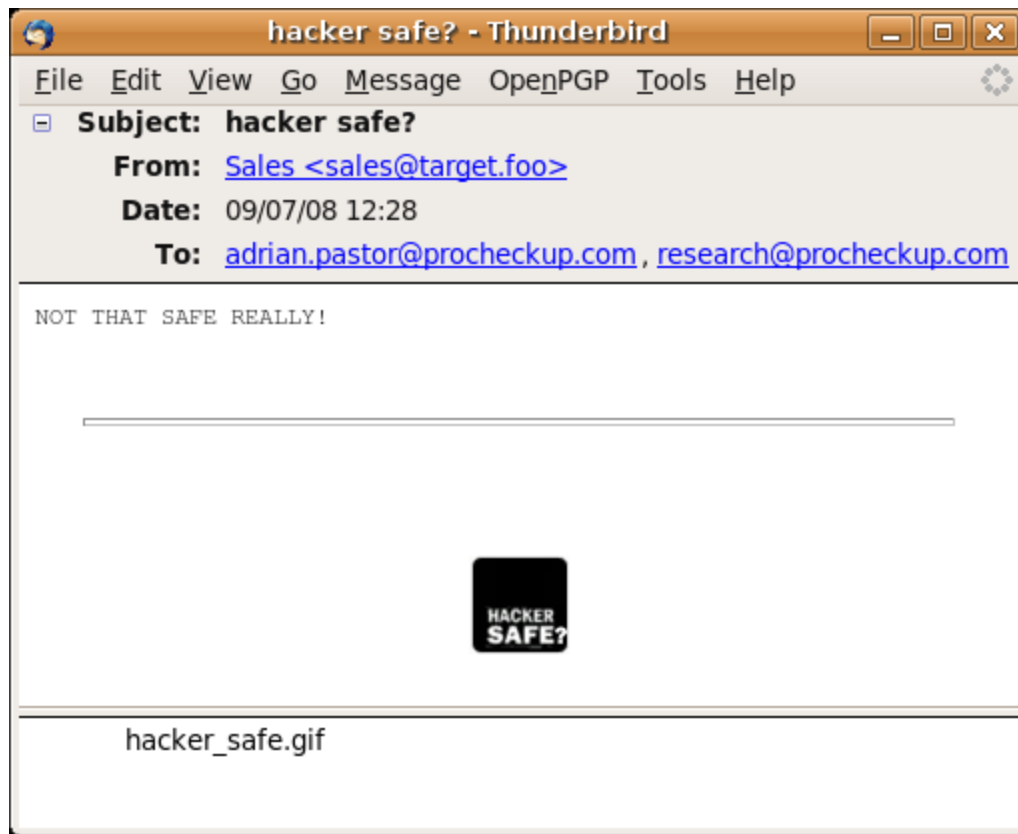 hacker safe? - Thunderbird
File Edit View Go Message OpenPGP Tools Help
Subject: hacker safe?
From: Sales <sales@target.foo>
Date: 09/07/08 12:28
To: adrian.pastor@procheckup.com, research@procheckup.com
NOT THAT SAFE REALLY!
HACKER
SAFE?
hacker_safe.gif